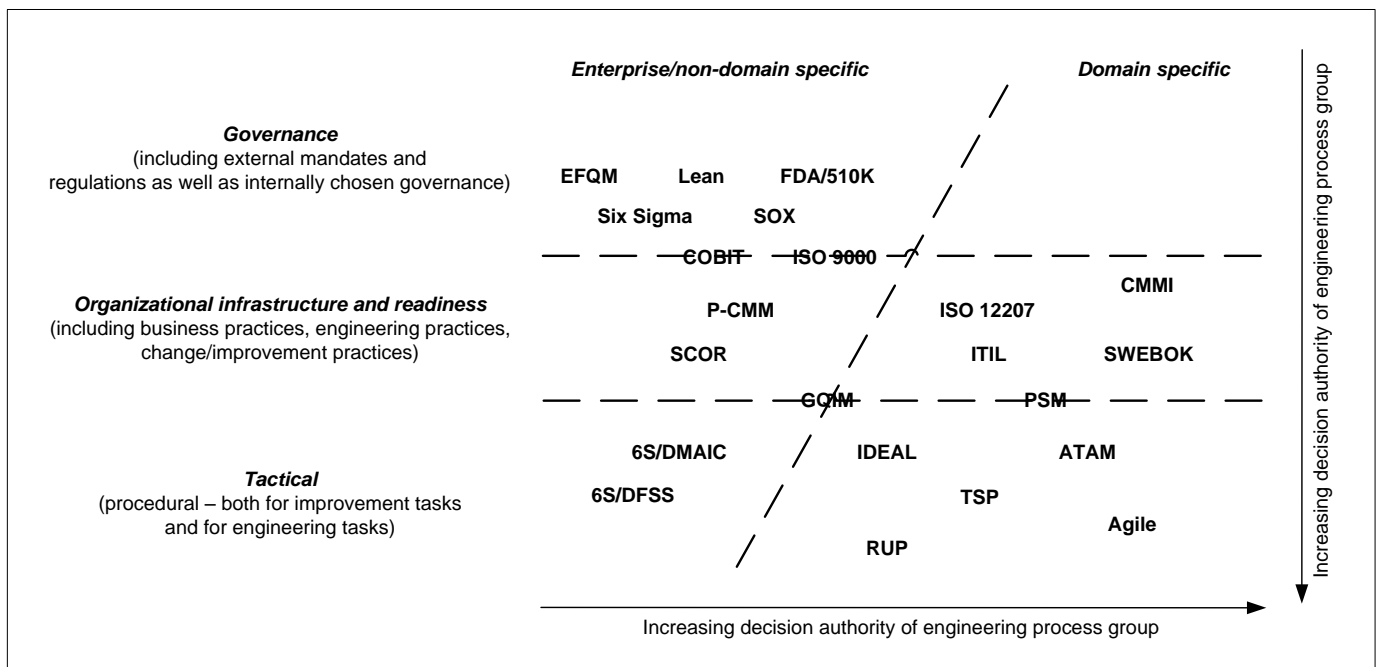 Enterprise/non-domain specific
Domain specific
Governance
(including external mandates and
regulations as well as internally chosen governance)
EFQM Lean FDA/510K
Six Sigma SOX
COBIT ISO 9000
Organizational infrastructure and readiness
(including business practices, engineering practices,
change/improvement practices)
CMMI
P-CMM ISO 12207
SCOR ITIL SWEBOK
GQIM PSM
Tactical
(procedural – both for improvement tasks
and for engineering tasks)
6S/DMAIC IDEAL ATAM
6S/DFSS TSP
Agile
RUP
Increasing decision authority of engineering process group
Increasing decision authority of engineering process group